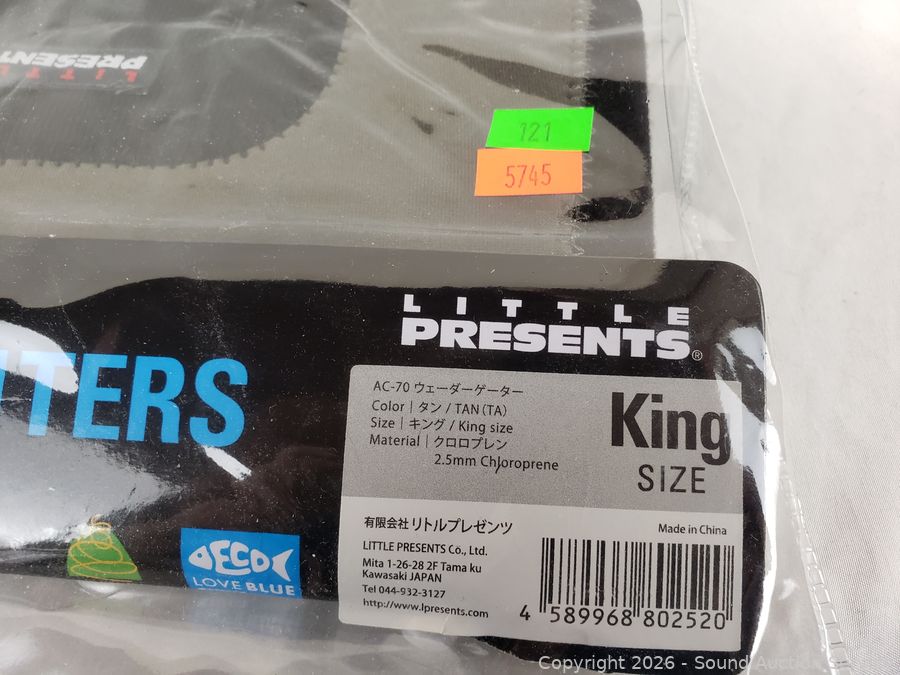 LITTLE
PRESENTS
121
5745
LITTLE
PRESENTS®
TERS
AC-70 ウェーダーゲーター
Color | タン / TAN (TA)
Size | キング / King size
Material | クロロプレン
2.5mm Chloroprene
King
SIZE
有限会社 リトルプレゼンツ
Made in China
LITTLE PRESENTS Co., Ltd.
Mita 1-26-28 2F Tama ku
Kawasaki JAPAN
Tel 044-932-3127
http://www.lpresents.com
4 589968 802520
DECO
LOVE BLUE
Copyright 2026 - Sound Auction